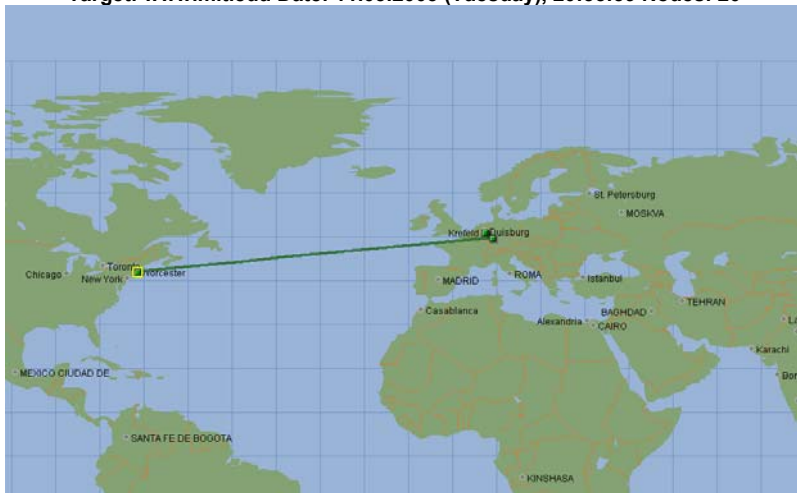 St. Petersburg
MOSKVA
Krefeld Duisburg
Chicago
Toronto
Worcester
New York
MADRID
ROMA
Istanbul
TEHRAN
BAGHDAD
Casablanca
Alexandria
CAIRO
Karachi
MEXICO CIUDAD DE
SANTA FE DE BOGOTA
KINSHASA